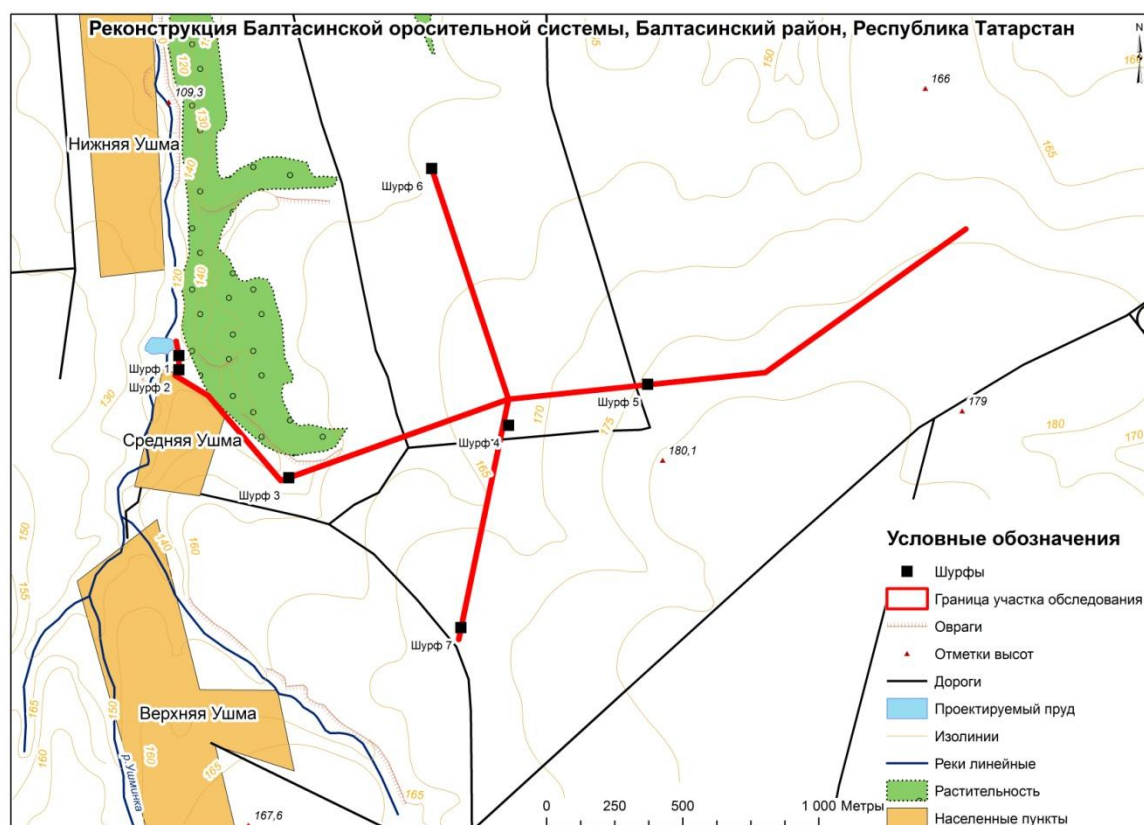 Реконструкция Балтасинской оросительной системы, Балтасинский район, Республика Татарстан
N
120
109,3
130
140
150
165
166
160
165
Нижняя Ушма
Шурф 6
120
140
Шурф 1
Шурф 2
130
Средняя Ушма
Шурф 3
Шурф 4
165
170
175
Шурф 5
180,1
179
180
170
150
155
140
160
Шурф 7
Верхняя Ушма
165
160
150
160
165
165
р.Ушминка
167,6
Условные обозначения
Шурфы
Граница участка обследования
Овраги
Отметки высот
Дороги
Проектируемый пруд
Изолинии
Реки линейные
Растительность
Населенные пункты
0 250 500 1 000 Метры